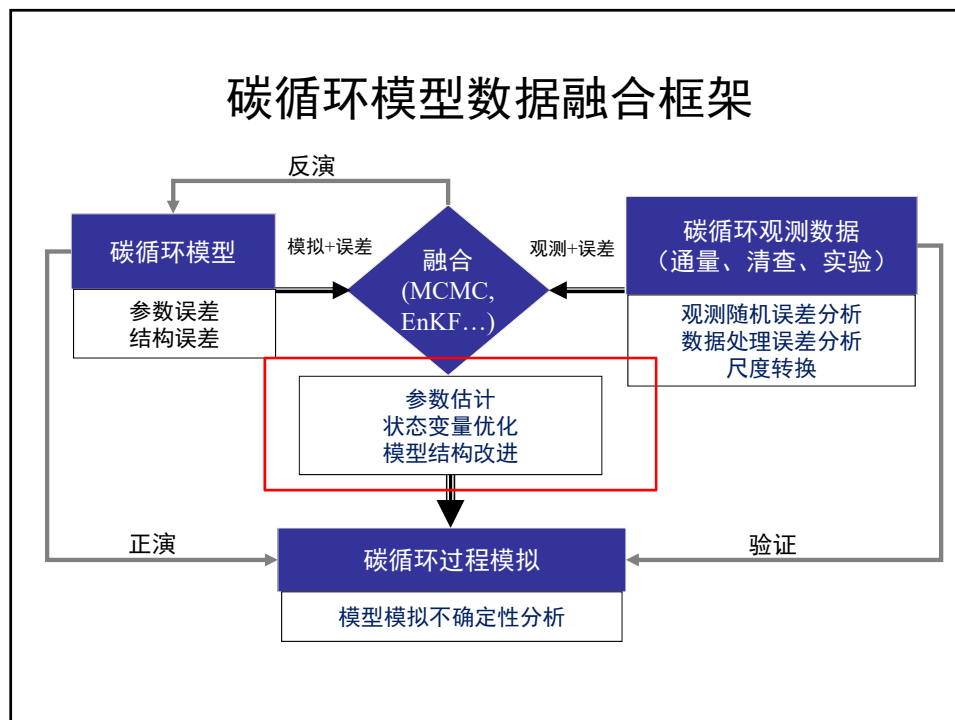 碳循环模型数据融合框架
反演
碳循环模型
参数误差
结构误差
模拟+误差
融合
(MCMC,
EnKF…)
观测+误差
碳循环观测数据
（通量、清查、实验）
观测随机误差分析
数据处理误差分析
尺度转换
参数估计
状态变量优化
模型结构改进
正演
碳循环过程模拟
验证
模型模拟不确定性分析